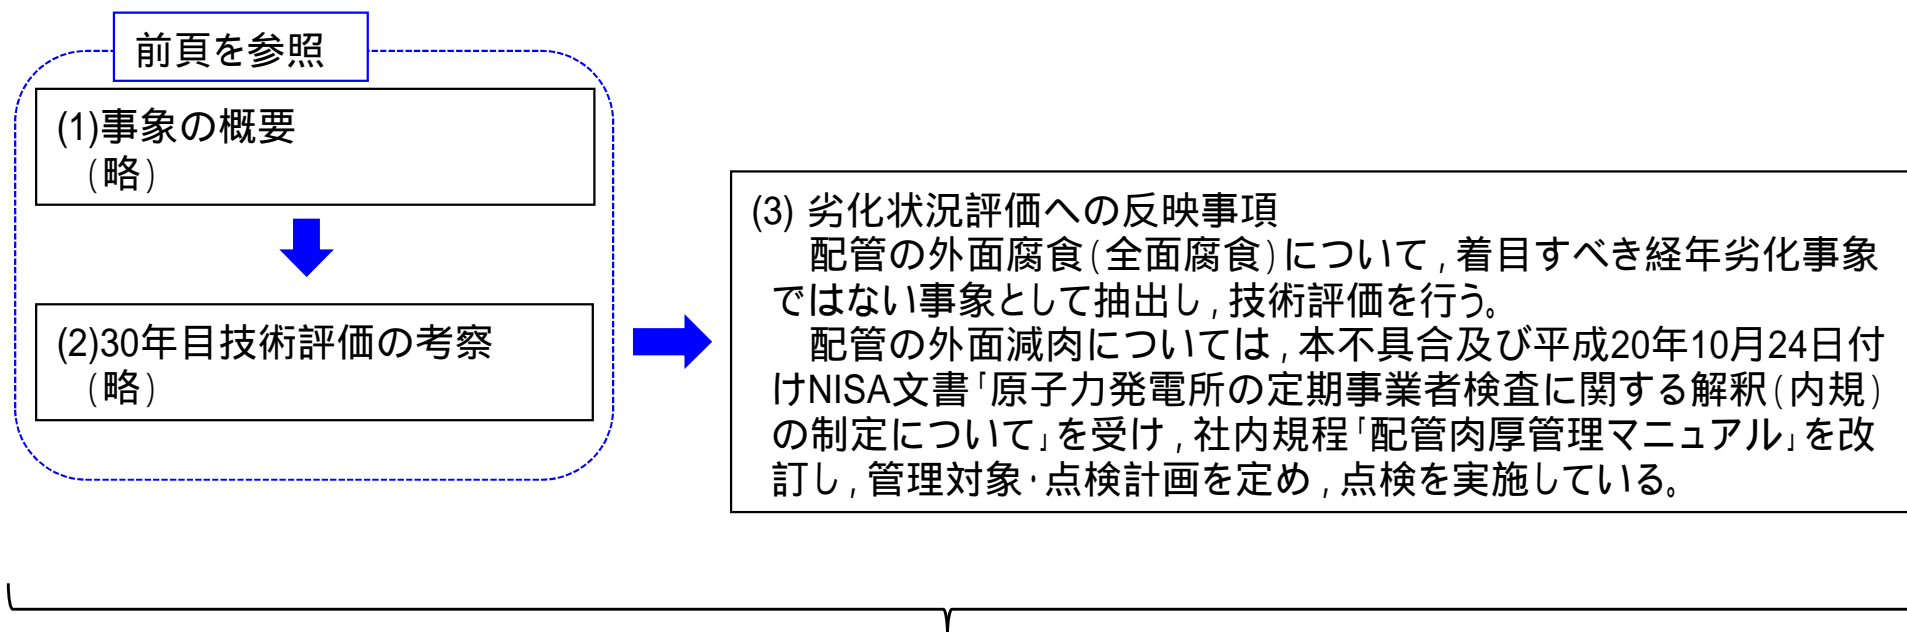 前頁を参照
(1)事象の概要
(略)
(2)30年目技術評価の考察
(略)
(3) 劣化状況評価への反映事項
配管の外面腐食(全面腐食)について,着目すべき経年劣化事象
ではない事象として抽出し,技術評価を行う。
配管の外面減肉については,本不具合及び平成20年10月24日付
けNISA文書「原子力発電所の定期事業者検査に関する解釈(内規)
の制定について」を受け,社内規程「配管肉厚管理マニュアル」を改
訂し,管理対象・点検計画を定め,点検を実施している。